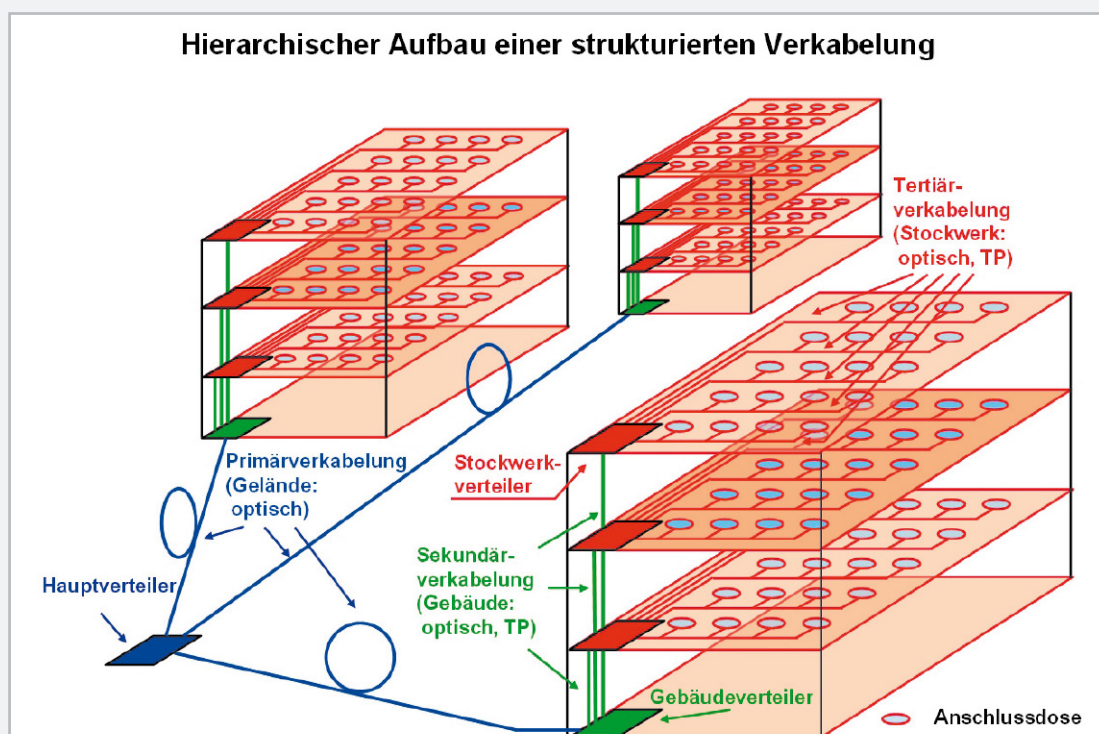 Hierarchischer Aufbau einer strukturierten Verkabelung
Tertiär-
verkabelung
(Stockwerk:
optisch, TP)
Primärverkabelung
(Gelände:
optisch)
Stockwerk-
verteiler
Hauptverteiler
Sekundär-
verkabelung
(Gebäude:
optisch, TP)
Gebäudeverteiler
Anschlussdose